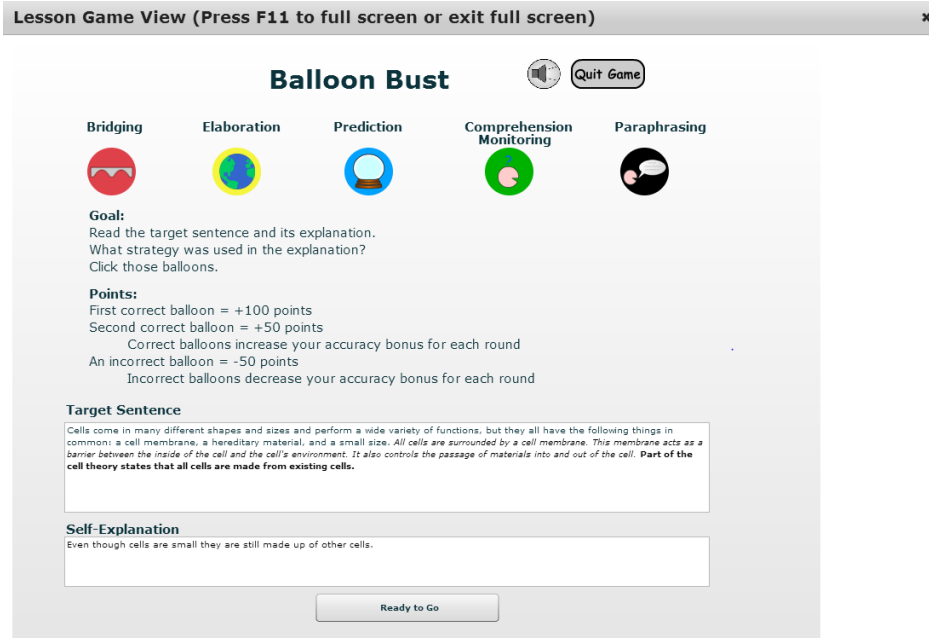 Lesson Game View (Press F11 to full screen or exit full screen)
Balloon Bust
Quit Game
Bridging
Elaboration
Prediction
Comprehension
Monitoring
Paraphrasing
Goal:
Read the target sentence and its explanation.
What strategy was used in the explanation?
Click those balloons.
Points:
First correct balloon = +100 points
Second correct balloon = +50 points
Correct balloons increase your accuracy bonus for each round
An incorrect balloon = -50 points
Incorrect balloons decrease your accuracy bonus for each round
Target Sentence
Cells come in many different shapes and sizes and perform a wide variety of functions, but they all have the following things in
common: a cell membrane, a hereditary material, and a small size. All cells are surrounded by a cell membrane. This membrane acts as a
barrier between the inside of the cell and the cell's environment. It also controls the passage of materials into and out of the cell. Part of the
cell theory states that all cells are made from existing cells.
Self-Explanation
Even though cells are small they are still made up of other cells.
Ready to Go